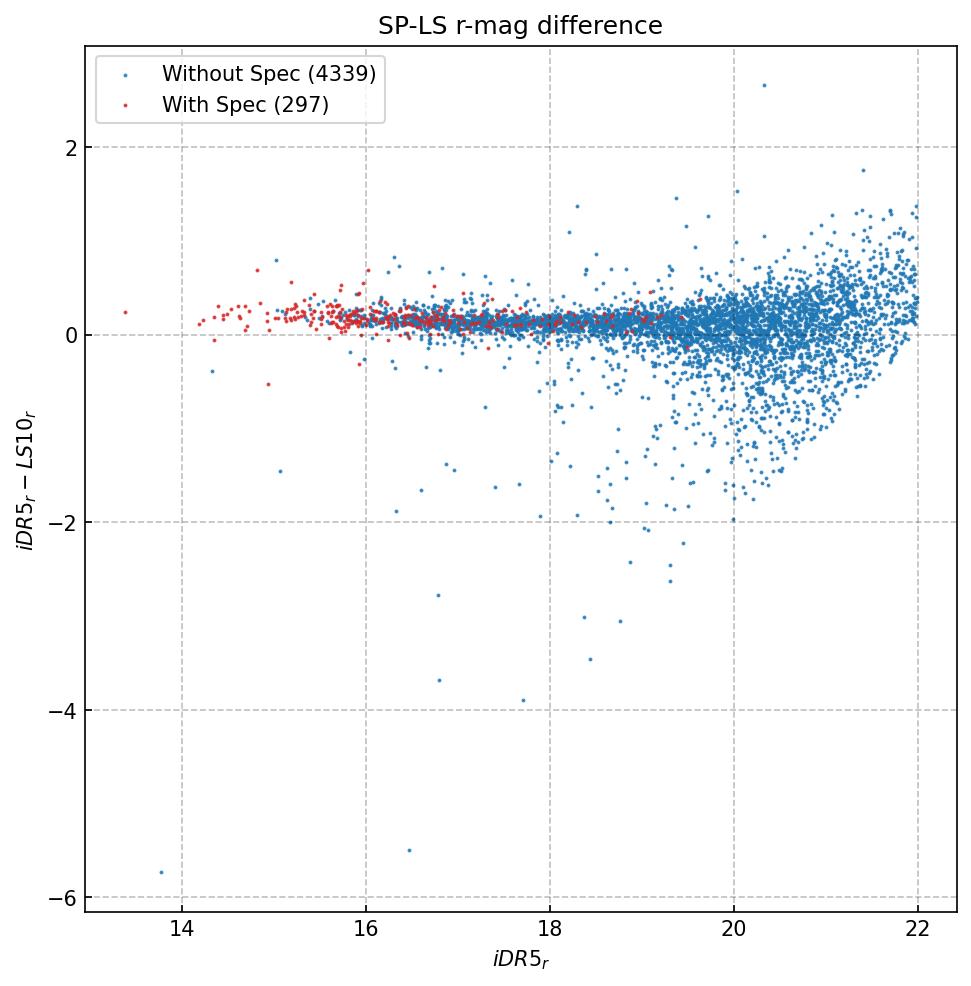 SP-LS r-mag difference
Without Spec (4339)
With Spec (297)
2
0
−2
−4
−6
iDR5r − LS10r
14 16 18 20 22
iDR5r